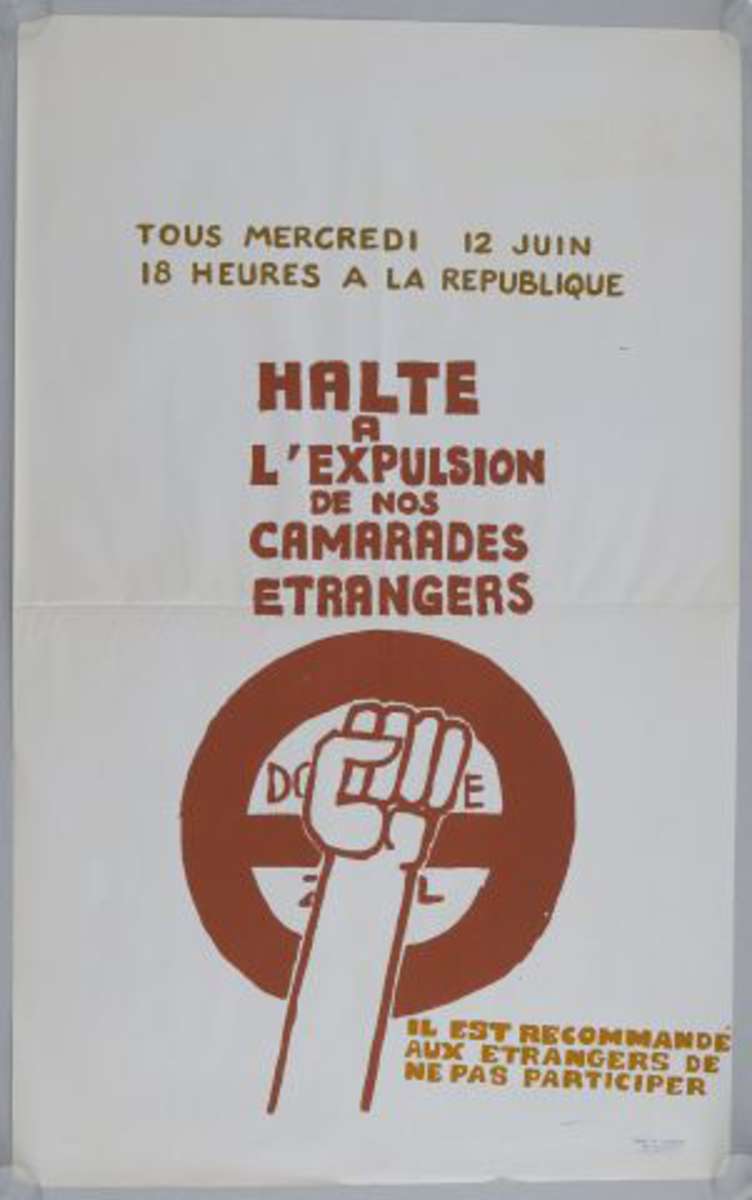 TOUS MERCREDI 12 JUIN
18 HEURES A LA REPUBLIQUE
HALTE
A
L'EXPULSION
DE NOS
CAMARADES
ETRANGERS
IL EST RECOMMANDÉ
AUX ETRANGERS DE
NE PAS PARTICIPER